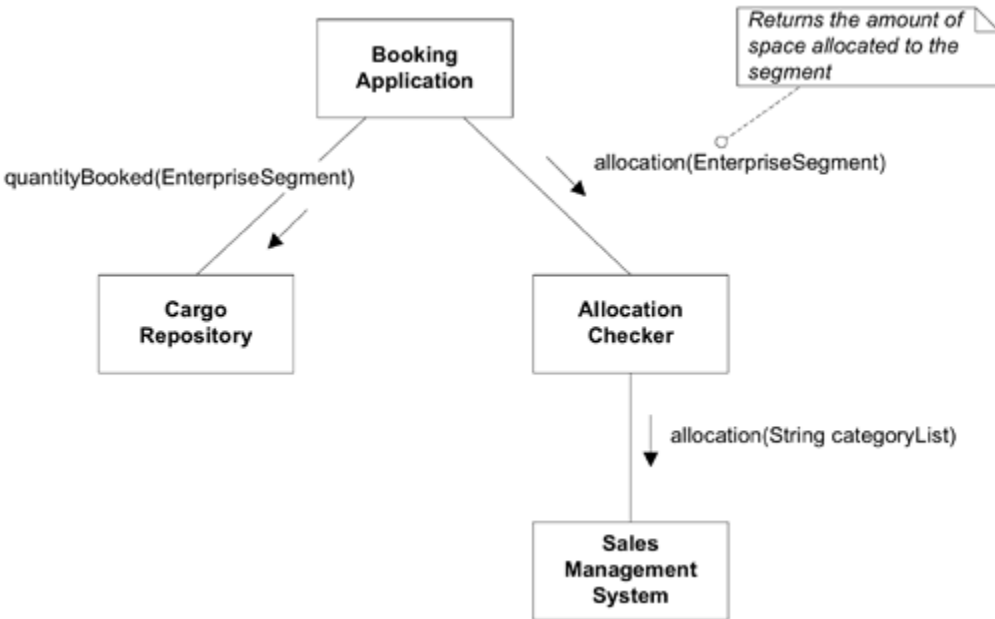 Booking
Application
Returns the amount of
space allocated to the
segment
quantityBooked(EnterpriseSegment)
allocation(EnterpriseSegment)
Cargo
Repository
Allocation
Checker
allocation(String categoryList)
Sales
Management
System